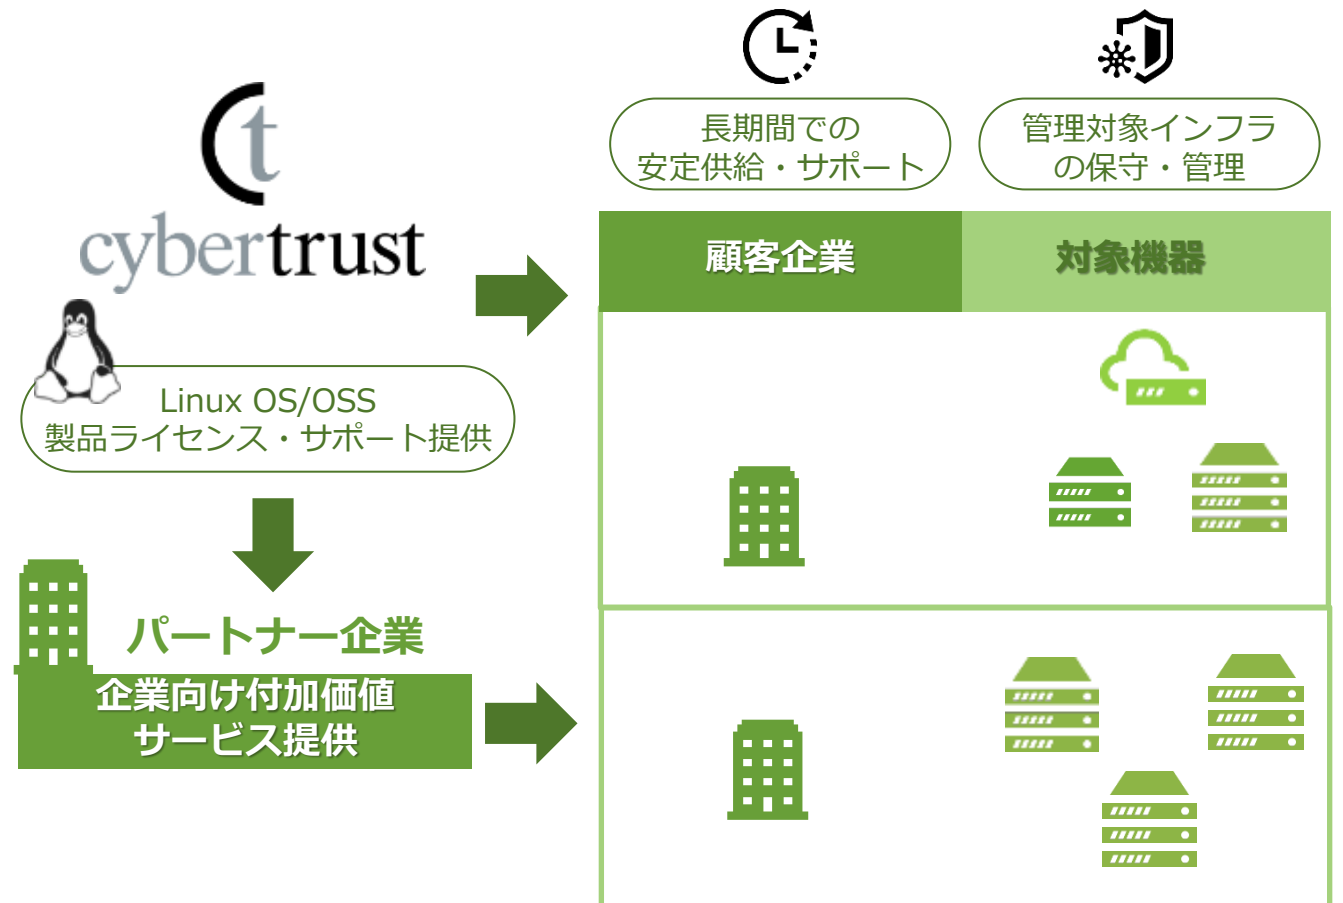 Ct
cybertrust
Linux OS/OSS
製品ライセンス・サポート提供
パートナー企業
企業向け付加価値
サービス提供
長期間での
安定供給・サポート
管理対象インフラ
の保守・管理
顧客企業
対象機器